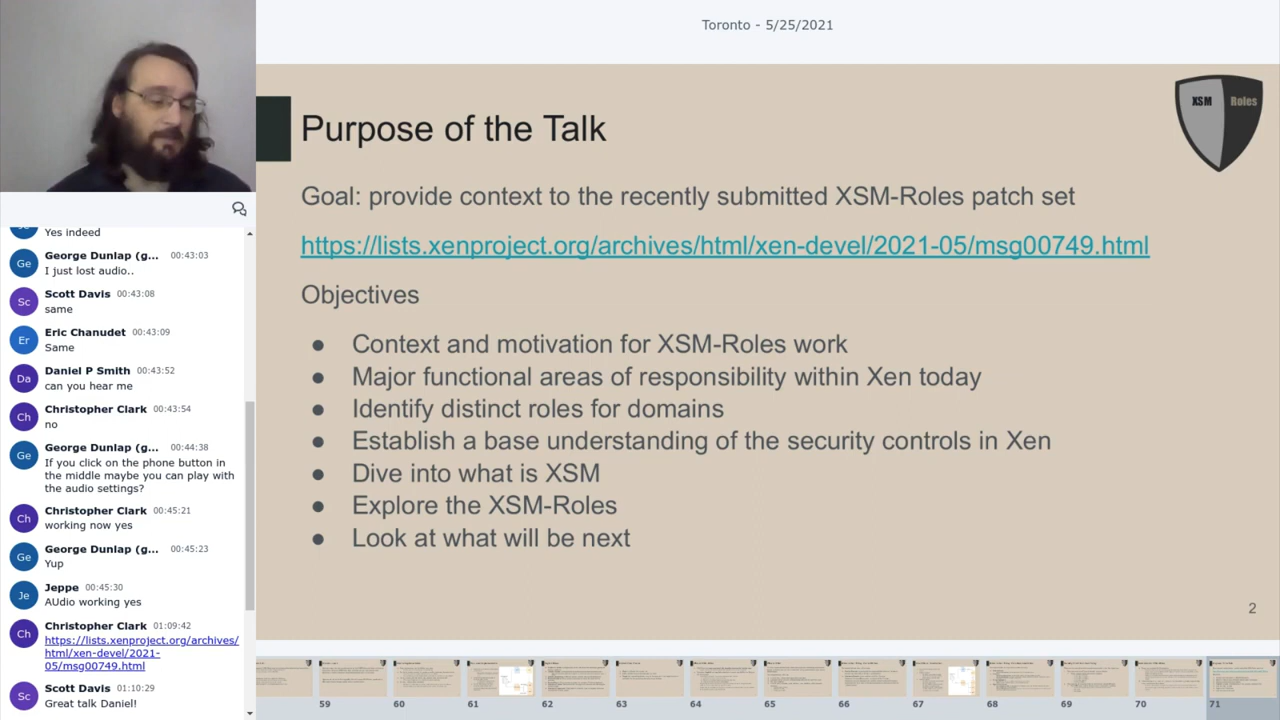 Toronto - 5/25/2021
XSM Roles
Purpose of the Talk
Goal: provide context to the recently submitted XSM-Roles patch set
https://lists.xenproject.org/archives/html/xen-devel/2021-05/msg00749.html
Objectives
● Context and motivation for XSM-Roles work
● Major functional areas of responsibility within Xen today
● Identify distinct roles for domains
● Establish a base understanding of the security controls in Xen
● Dive into what is XSM
● Explore the XSM-Roles
● Look at what will be next
2
Yes indeed
Ge
George Dunlap (g... 00:43:03
I just lost audio..
Sc
Scott Davis 00:43:08
same
Er
Eric Chanudet 00:43:09
Same
Da
Daniel P Smith 00:43:52
can you hear me
Ch
Christopher Clark 00:43:54
no
Ge
George Dunlap (g... 00:44:38
If you click on the phone button in
the middle maybe you can play with
the audio settings?
Ch
Christopher Clark 00:45:21
working now yes
Ge
George Dunlap (g... 00:45:23
Yup
Je
Jeppe 00:45:30
AUdio working yes
Ch
Christopher Clark 01:09:42
https://lists.xenproject.org/archives/
html/xen-devel/2021-
05/msg00749.html
Sc
Scott Davis 01:10:29
Great talk Daniel!
59 60 61 62 63 64 65 66 67 68 69 70 71